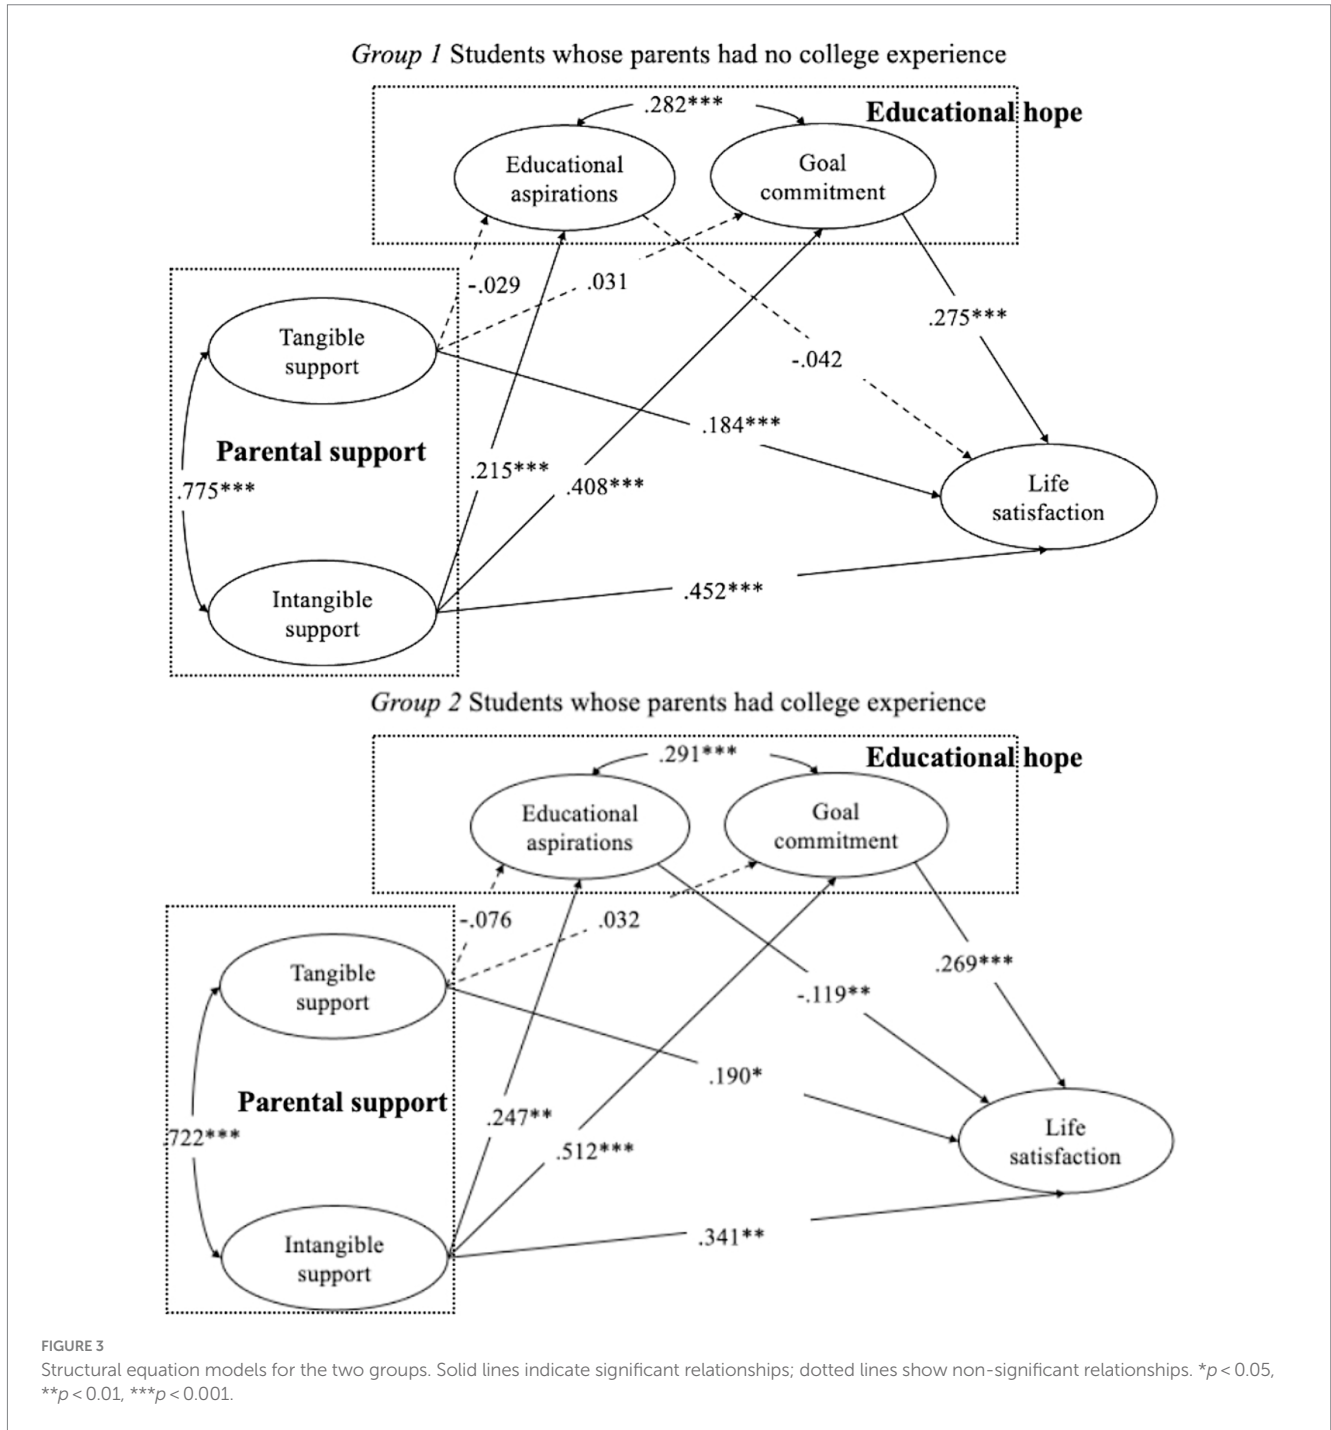 Group 1 Students whose parents had no college experience
.282***
Educational hope
Educational
aspirations
Goal
commitment
-.029
.031
Tangible
support
.275***
-.042
.184***
Parental support
.215***
.408***
.775***
Life
satisfaction
Intangible
support
.452***
Group 2 Students whose parents had college experience
.291***
Educational hope
Educational
aspirations
Goal
commitment
-.076
.032
Tangible
support
.269***
-.119**
.190*
Parental support
.247**
.512***
.722***
Life
satisfaction
Intangible
support
.341**
FIGURE 3
Structural equation models for the two groups. Solid lines indicate significant relationships; dotted lines show non-significant relationships. *p < 0.05,
**p < 0.01, ***p < 0.001.